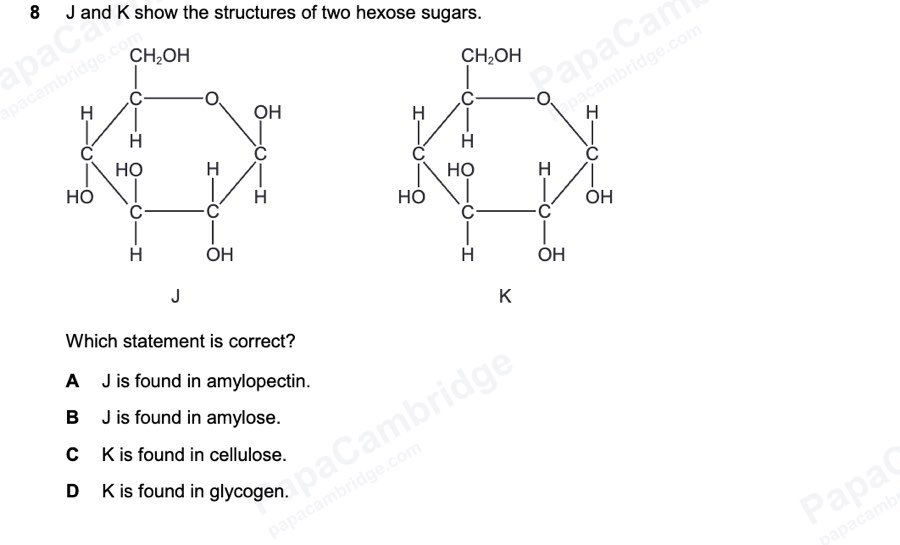 8 J and K show the structures of two hexose sugars.
CH₂OH CH₂OH
H C O OH H C O H
C H C C H C
HO HO H H HO HO H OH
C C C C
H OH H OH
J K
Which statement is correct?
A J is found in amylopectin.
B J is found in amylose.
C K is found in cellulose.
D K is found in glycogen.
PapaCambridge
papacambridge.com